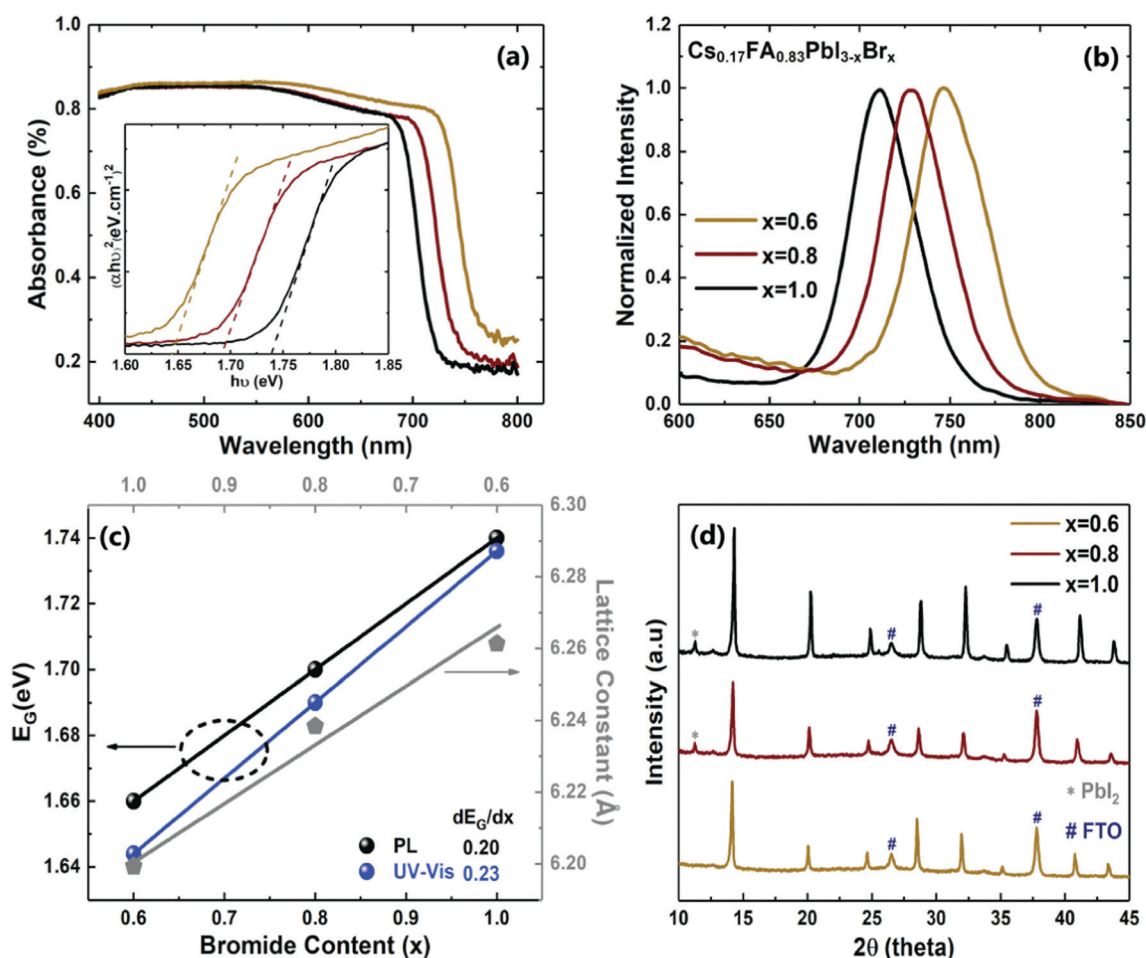 (a)
Absorbance (%)
1.0
0.8
0.6
0.4
0.2
400 500 600 700 800
Wavelength (nm)
(αhυ)²(eV.cm⁻¹)²
1.60 1.65 1.70 1.75 1.80 1.85
hυ (eV)
(b)
Cs0.17FA0.83PbI3-xBrx
Normalized Intensity
1.2
1.0
0.8
0.6
0.4
0.2
0.0
x=0.6
x=0.8
x=1.0
600 650 700 750 800 850
Wavelength (nm)
(c)
1.0 0.9 0.8 0.7 0.6
EG(eV)
1.74
1.72
1.70
1.68
1.66
1.64
6.30
6.28
6.26
6.24
6.22
6.20
Lattice Constant (Å)
dEG/dx
PL 0.20
UV-Vis 0.23
0.6 0.7 0.8 0.9 1.0
Bromide Content (x)
(d)
Intensity (a.u)
x=0.6
x=0.8
x=1.0
* # #
* # #
# #
* PbI2
# FTO
10 15 20 25 30 35 40 45
2θ (theta)